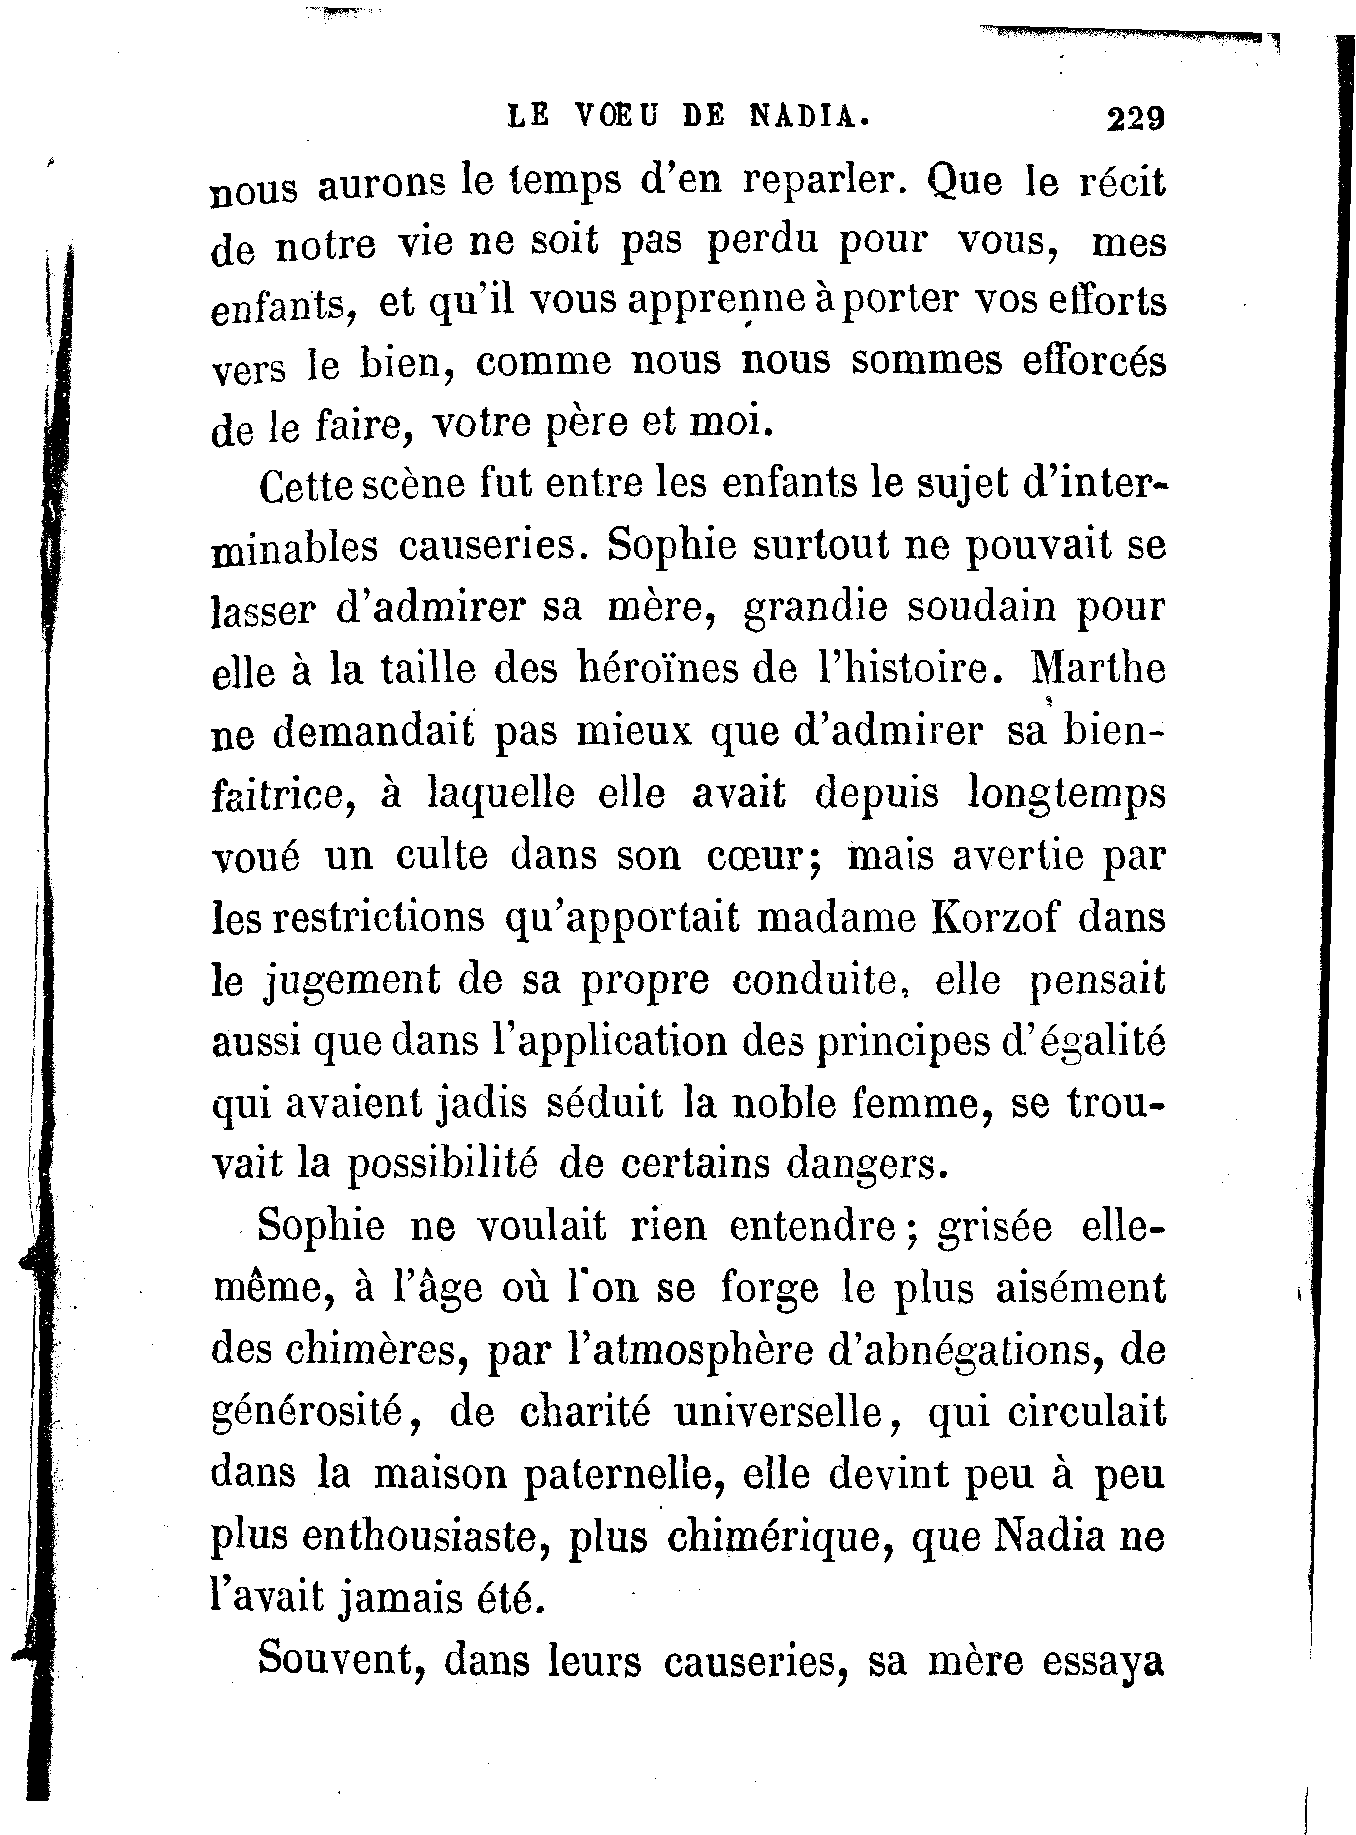 LE VŒU DE NADIA. 229
nous aurons le temps d'en reparler. Que le récit
de notre vie ne soit pas perdu pour vous, mes
enfants, et qu'il vous apprenne à porter vos efforts
vers le bien, comme nous nous sommes efforcés
de le faire, votre père et moi.
Cette scène fut entre les enfants le sujet d'inter-
minables causeries. Sophie surtout ne pouvait se
lasser d'admirer sa mère, grandie soudain pour
elle à la taille des héroïnes de l'histoire. Marthe
ne demandait pas mieux que d'admirer sa bien-
faitrice, à laquelle elle avait depuis longtemps
voué un culte dans son cœur; mais avertie par
les restrictions qu'apportait madame Korzof dans
le jugement de sa propre conduite, elle pensait
aussi que dans l'application des principes d'égalité
qui avaient jadis séduit la noble femme, se trou-
vait la possibilité de certains dangers.
Sophie ne voulait rien entendre; grisée elle-
même, à l'âge où l'on se forge le plus aisément
des chimères, par l'atmosphère d'abnégations, de
générosité, de charité universelle, qui circulait
dans la maison paternelle, elle devint peu à peu
plus enthousiaste, plus chimérique, que Nadia ne
l'avait jamais été.
Souvent, dans leurs causeries, sa mère essaya